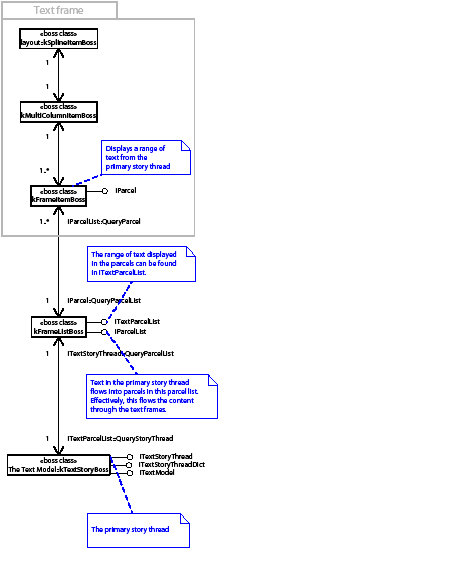 Text frame
«boss class»
layout::kSplineItemBoss
1
1
«boss class»
kMultiColumnItemBoss
1
Displays a range of
text from the
primary story thread
1..*
«boss class»
kFrameItemBoss
IParcel
1..*
IParcelList::QueryParcel
The range of text displayed
in the parcels can be found
in ITextParcelList.
1
IParcel::QueryParcelList
«boss class»
kFrameListBoss
ITextParcelList
IParcelList
1
ITextStoryThread::QueryParcelList
Text in the primary story thread
flows into parcels in this parcel list.
Effectively, this flows the content
through the text frames.
1
ITextParcelList::QueryStoryThread
«boss class»
The Text Model::kTextStoryBoss
ITextStoryThread
ITextStoryThreadDict
ITextModel
The primary story thread